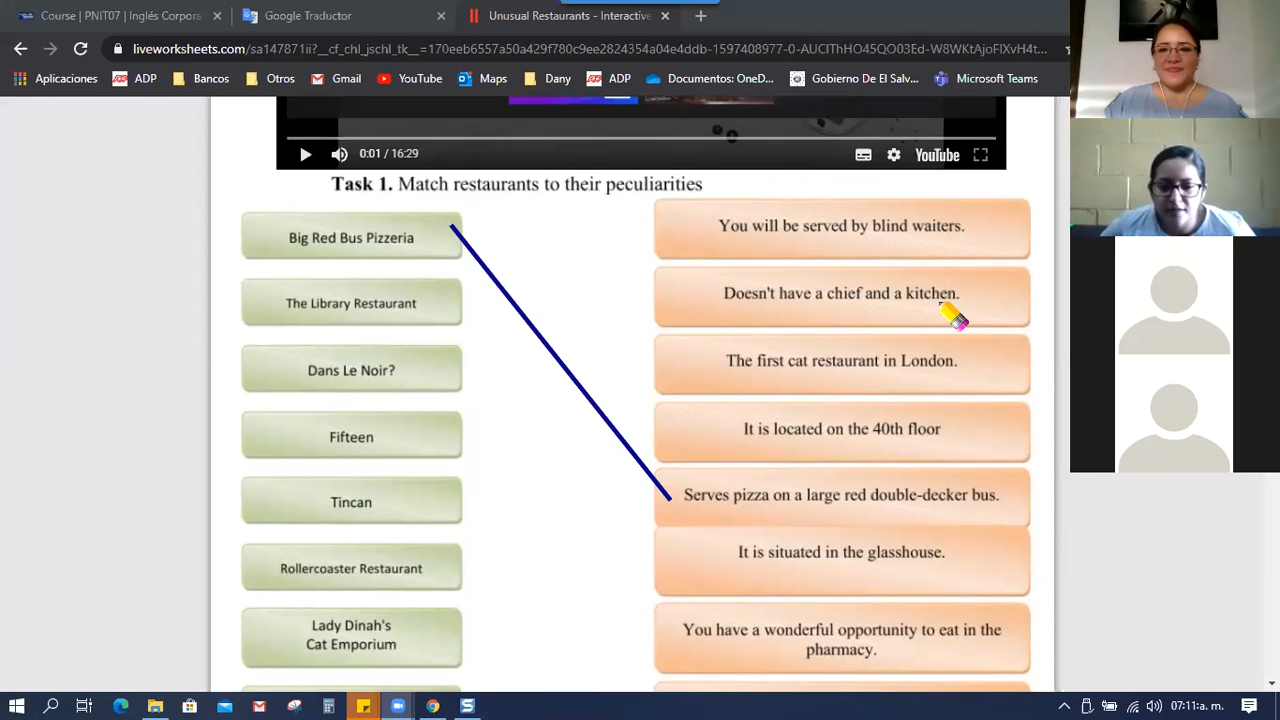 Course | PNIT07 | Inglés Corpora
Google Traductor
Unusual Restaurants - Interactive
liveworksheets.com/sa147871ii?__cf_chl_jschl_tk__=170eeb6557a50a429f780c9ee2824354a04e4ddb-1597408977-0-AUCIThHO45QO03Ed-W8WKtAjoFlXvH4t...
Aplicaciones
ADP
Bancos
Otros
Gmail
YouTube
Maps
Dany
ADP
Documentos: OneD...
Gobierno De El Salv...
Microsoft Teams
0:01 / 16:29
YouTube
Task 1. Match restaurants to their peculiarities
Big Red Bus Pizzeria
You will be served by blind waiters.
The Library Restaurant
Doesn't have a chief and a kitchen.
Dans Le Noir?
The first cat restaurant in London.
Fifteen
It is located on the 40th floor
Tincan
Serves pizza on a large red double-decker bus.
Rollercoaster Restaurant
It is situated in the glasshouse.
Lady Dinah's
Cat Emporium
You have a wonderful opportunity to eat in the
pharmacy.
07:11 a. m.